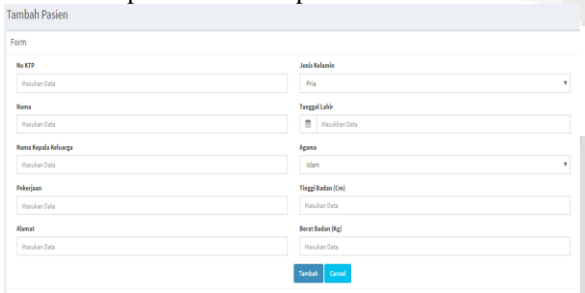 Tambah Pasien
Form
No KTP
Masukan Data
Nama
Masukan Data
Nama Kepala Keluarga
Masukan Data
Pekerjaan
Masukan Data
Alamat
Masukan Data
Jenis Kelamin
Pria
Tanggal Lahir
Masukkan Data
Agama
Islam
Tinggi Badan (Cm)
Masukan Data
Berat Badan (Kg)
Masukan Data
Tambah Cancel